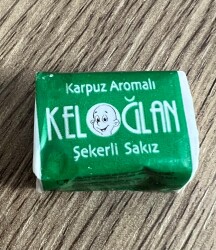 Karpuz Aromalı
KELOĞLAN
Şekerli Sakız